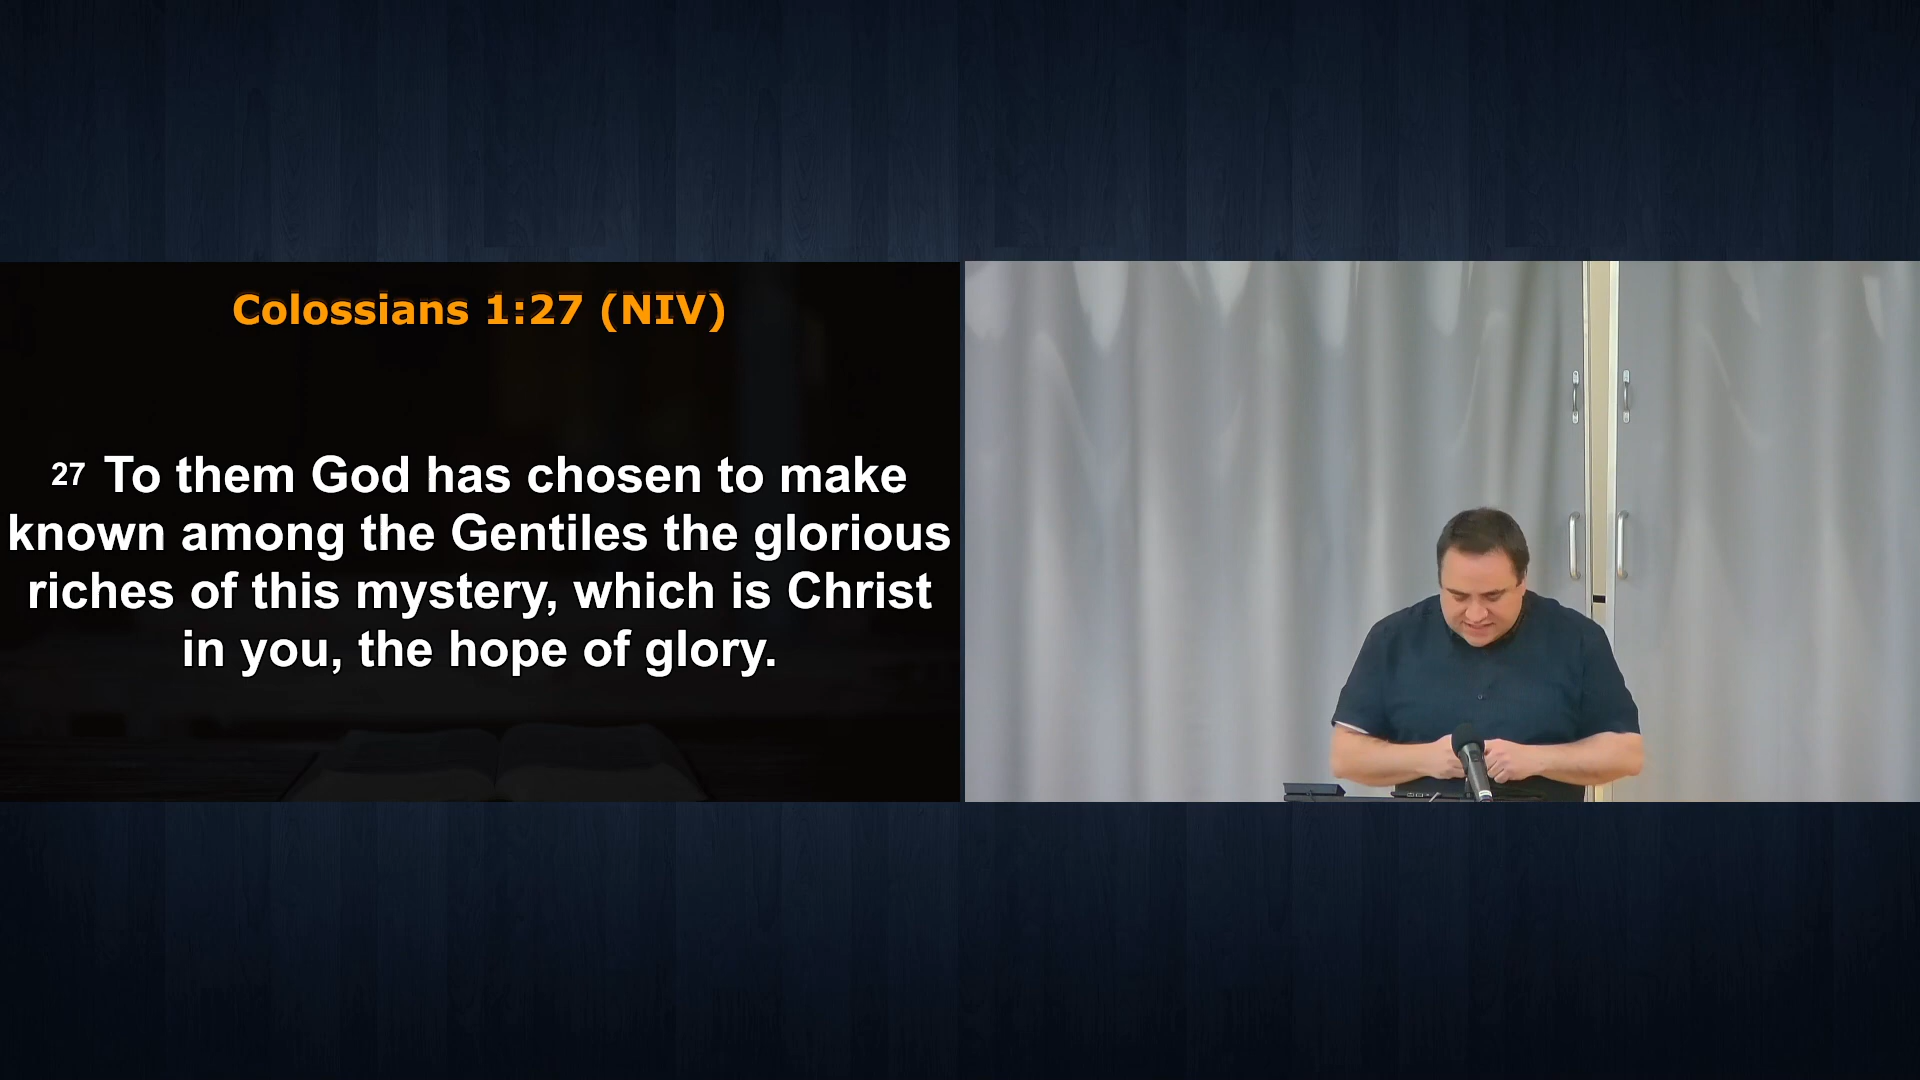 Colossians 1:27 (NIV)
27 To them God has chosen to make
known among the Gentiles the glorious
riches of this mystery, which is Christ
in you, the hope of glory.